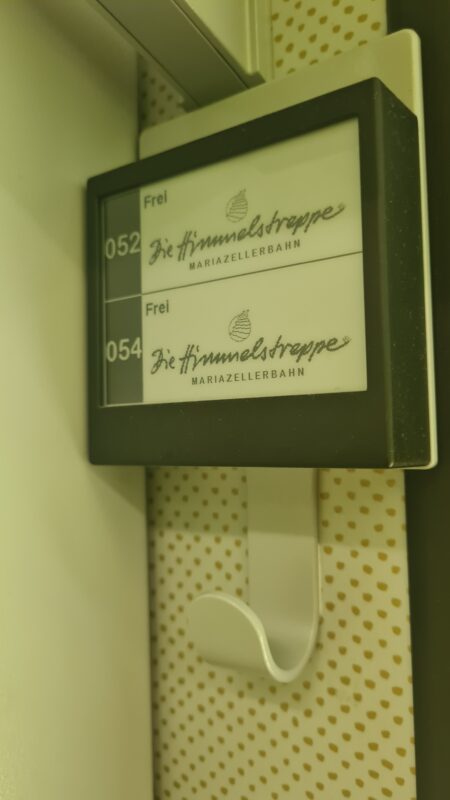 052 Frei
Die Himmelstreppe
MARIAZELLERBAHN
054 Frei
Die Himmelstreppe
MARIAZELLERBAHN